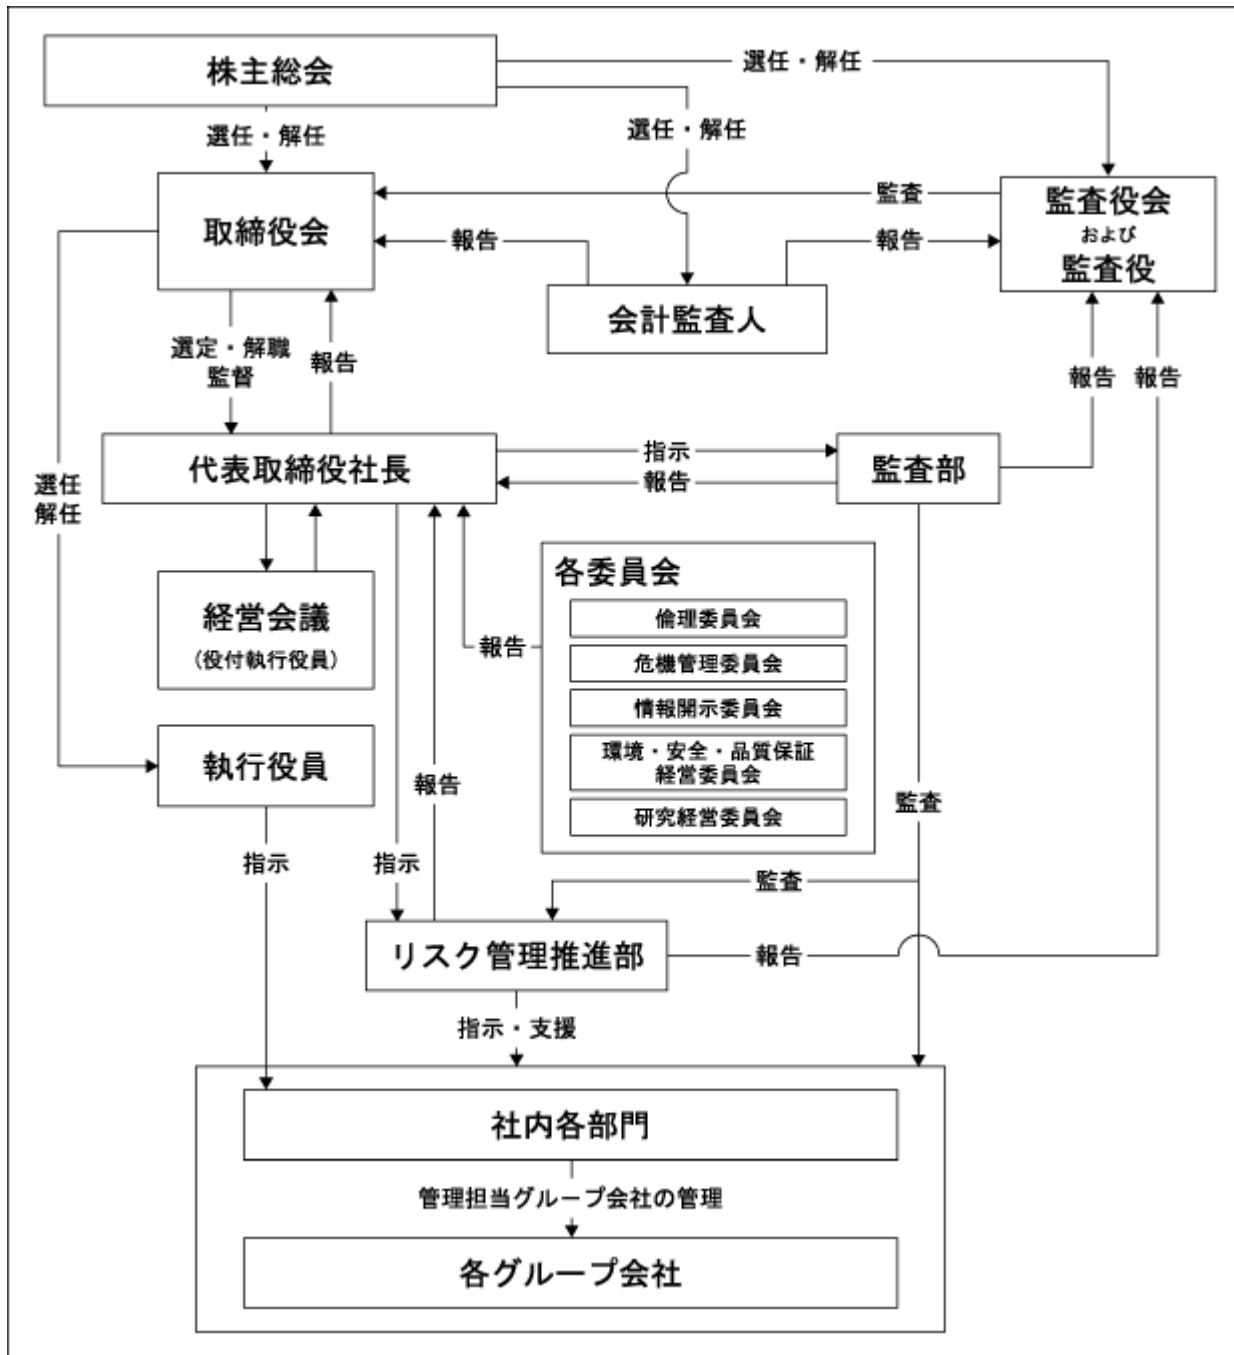 株主総会
選任・解任
選任・解任
選任・解任
取締役会
監査
監査役会
および
監査役
報告
報告
会計監査人
選定・解職
監督
報告
報告
報告
代表取締役社長
指示
報告
監査部
選任
解任
経営会議
(役付執行役員)
各委員会
倫理委員会
危機管理委員会
情報開示委員会
環境・安全・品質保証
経営委員会
研究経営委員会
報告
執行役員
報告
監査
指示
指示
監査
リスク管理推進部
報告
指示・支援
社内各部門
管理担当グループ会社の管理
各グループ会社